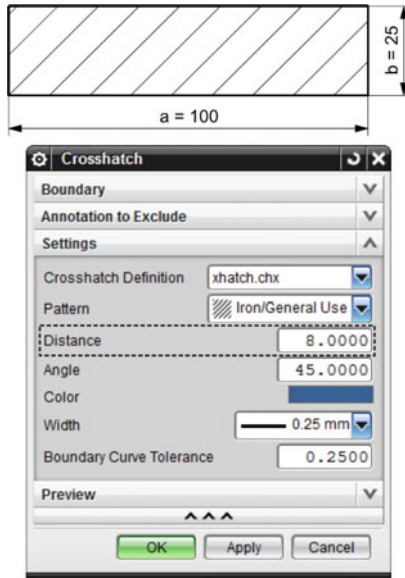 b = 25
a = 100
Crosshatch
Boundary
Annotation to Exclude
Settings
Crosshatch Definition xhatch.chx
Pattern Iron/General Use
Distance 8.0000
Angle 45.0000
Color
Width 0.25 mm
Boundary Curve Tolerance 0.2500
Preview
OK Apply Cancel